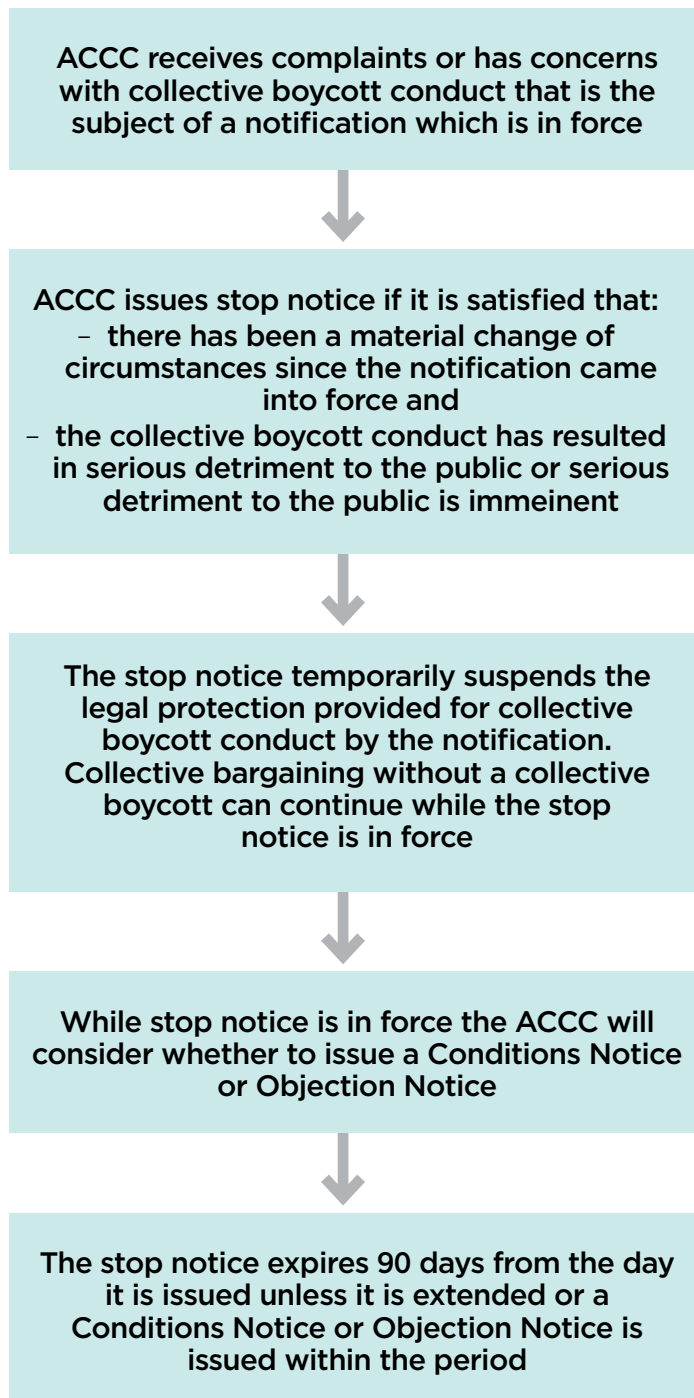 ACCC receives complaints or has concerns
with collective boycott conduct that is the
subject of a notification which is in force
ACCC issues stop notice if it is satisfied that:
– there has been a material change of
circumstances since the notification came
into force and
– the collective boycott conduct has resulted
in serious detriment to the public or serious
detriment to the public is immeinent
The stop notice temporarily suspends the
legal protection provided for collective
boycott conduct by the notification.
Collective bargaining without a collective
boycott can continue while the stop
notice is in force
While stop notice is in force the ACCC will
consider whether to issue a Conditions Notice
or Objection Notice
The stop notice expires 90 days from the day
it is issued unless it is extended or a
Conditions Notice or Objection Notice is
issued within the period